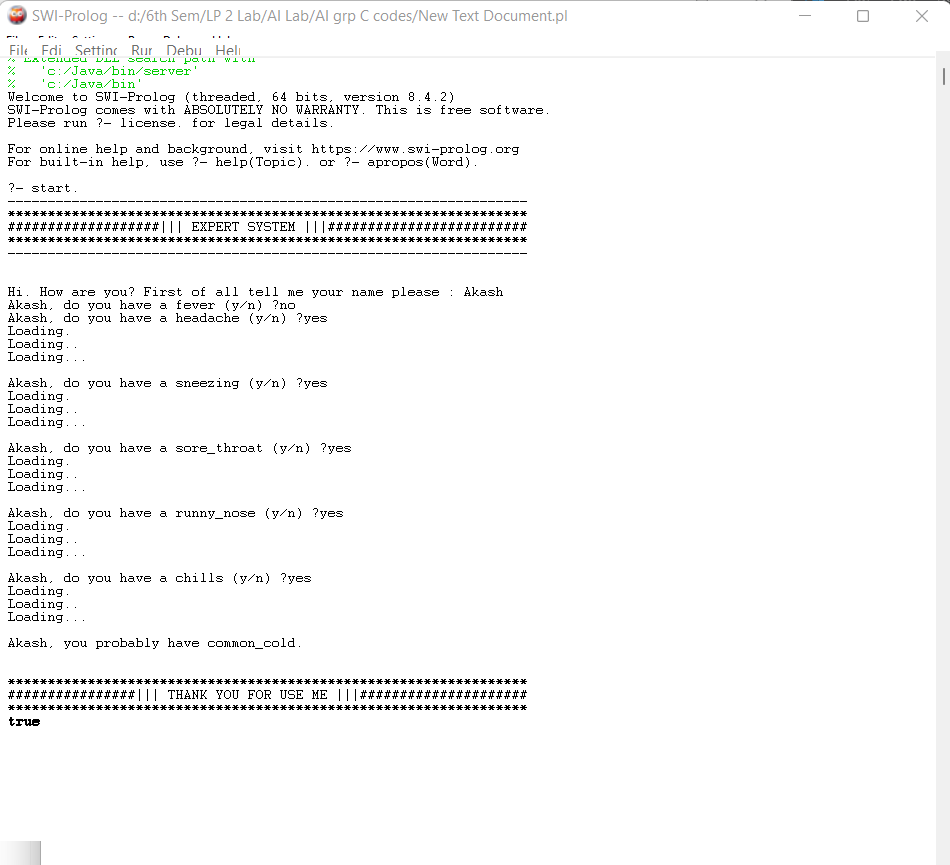 SWI-Prolog -- d:/6th Sem/LP 2 Lab/AI Lab/AI grp C codes/New Text Document.pl
File Edi Setting Run Debu Help
% Extended DLL search path with
%   'c:/Java/bin/server'
%   'c:/Java/bin'
Welcome to SWI-Prolog (threaded, 64 bits, version 8.4.2)
SWI-Prolog comes with ABSOLUTELY NO WARRANTY. This is free software.
Please run ?- license. for legal details.

For online help and background, visit https://www.swi-prolog.org
For built-in help, use ?- help(Topic). or ?- apropos(Word).

?- start.
-----------------------------------------------------------------
*****************************************************************
###################||| EXPERT SYSTEM |||#########################
*****************************************************************
-----------------------------------------------------------------

Hi. How are you? First of all tell me your name please : Akash
Akash, do you have a fever (y/n) ?no
Akash, do you have a headache (y/n) ?yes
Loading.
Loading..
Loading...

Akash, do you have a sneezing (y/n) ?yes
Loading.
Loading..
Loading...

Akash, do you have a sore_throat (y/n) ?yes
Loading.
Loading..
Loading...

Akash, do you have a runny_nose (y/n) ?yes
Loading.
Loading..
Loading...

Akash, do you have a chills (y/n) ?yes
Loading.
Loading..
Loading...

Akash, you probably have common_cold.

*****************************************************************
################||| THANK YOU FOR USE ME |||#####################
*****************************************************************
true